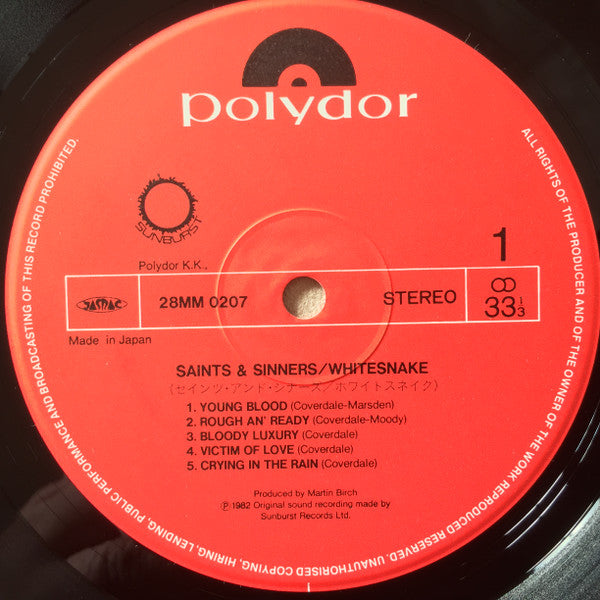 polydor
SUNBURST
1
Polydor K.K.,
JASRAC
28MM 0207
STEREO
33 1/3
Made in Japan
SAINTS & SINNERS/WHITESNAKE
《セインツ・アンド・シナーズ/ホワイトスネイク》
1. YOUNG BLOOD (Coverdale-Marsden)
2. ROUGH AN' READY (Coverdale-Moody)
3. BLOODY LUXURY (Coverdale)
4. VICTIM OF LOVE (Coverdale)
5. CRYING IN THE RAIN (Coverdale)
Produced by Martin Birch
Ⓟ1982 Original sound recording made by
Sunburst Records Ltd.
ALL RIGHTS OF THE PRODUCER AND OF THE OWNER OF THE WORK REPRODUCED RESERVED. UNAUTHORISED COPYING, HIRING, LENDING, PUBLIC PERFORMANCE AND BROADCASTING OF THIS RECORD PROHIBITED.